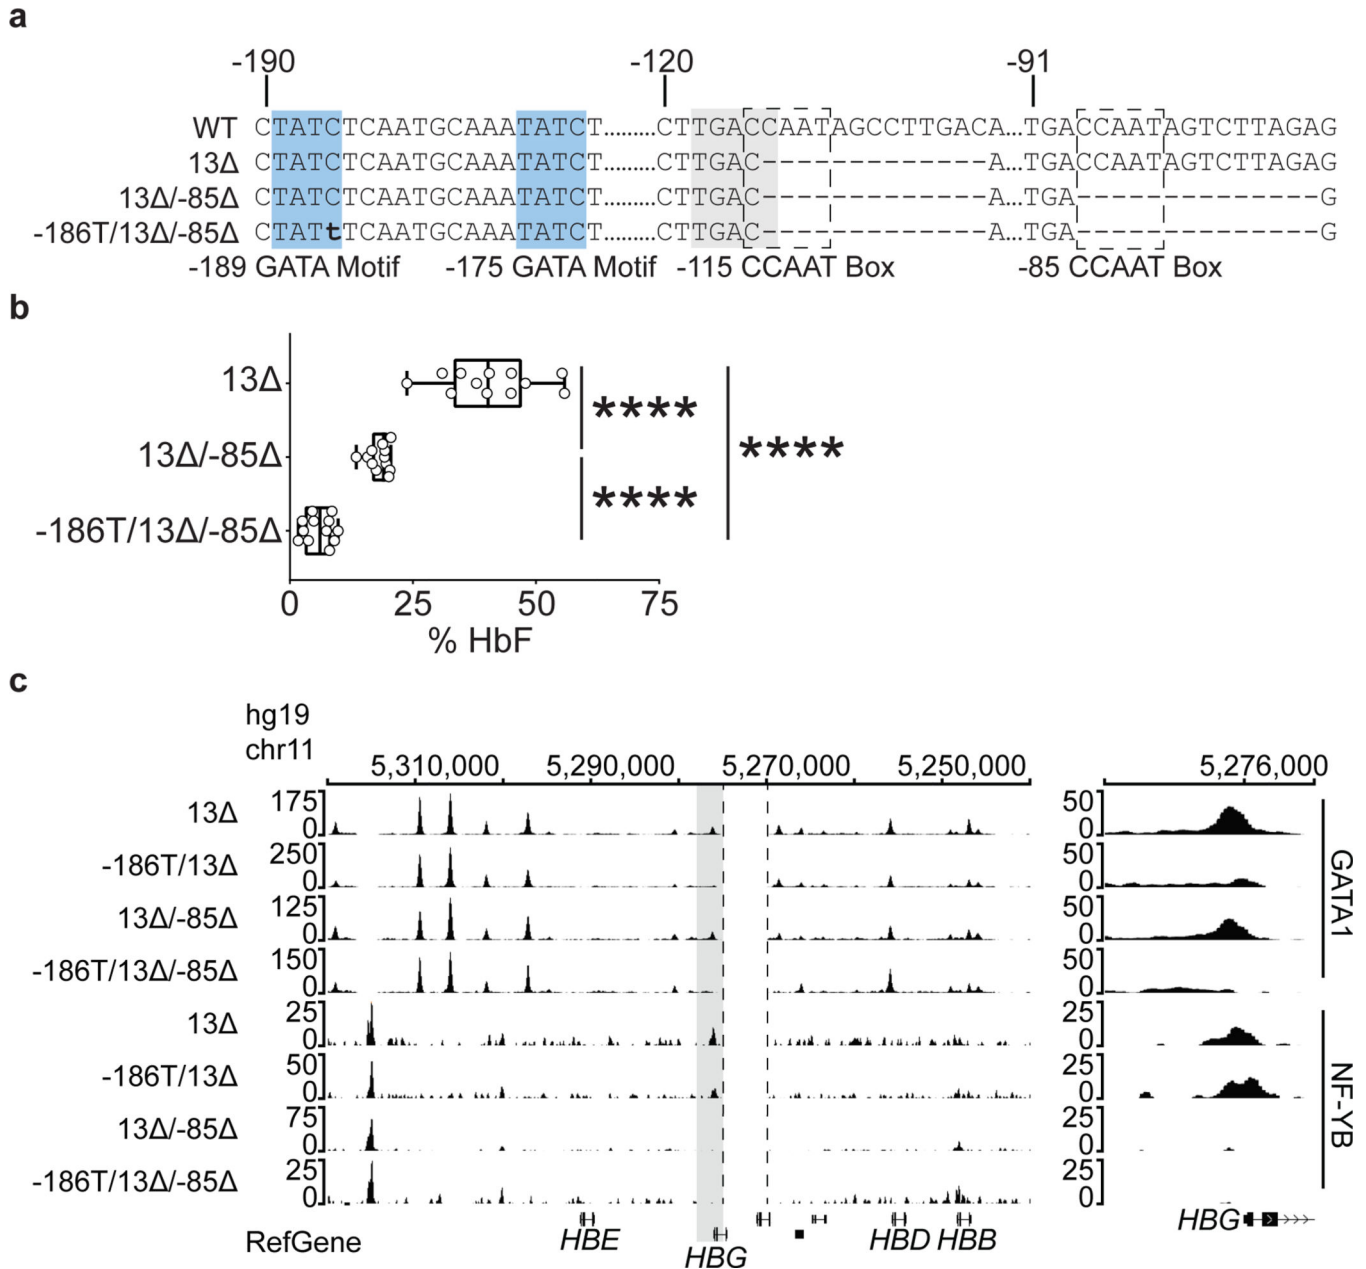 a
-190 -120 -91
WT CTATCTCAATGCAAATATCT.........CTTGACCAATAGCCTTGACA...TGACCAATAGTCTTAGAG
13Δ CTATCTCAATGCAAATATCT.........CTTGAC-------------A...TGACCAATAGTCTTAGAG
13Δ/-85Δ CTATCTCAATGCAAATATCT.........CTTGAC-------------A...TGA--------------G
-186T/13Δ/-85Δ CTATtTCAATGCAAATATCT.........CTTGAC-------------A...TGA--------------G
-189 GATA Motif -175 GATA Motif -115 CCAAT Box -85 CCAAT Box
b
13Δ
****
13Δ/-85Δ
****
****
-186T/13Δ/-85Δ
0 25 50 75
% HbF
c
hg19
chr11
5,310,000 5,290,000 5,270,000 5,250,000 5,276,000
13Δ 175 0 50 0
-186T/13Δ 250 0 50 0
13Δ/-85Δ 125 0 50 0
-186T/13Δ/-85Δ 150 0 50 0
GATA1
13Δ 25 0 25 0
-186T/13Δ 50 0 25 0
13Δ/-85Δ 75 0 25 0
-186T/13Δ/-85Δ 25 0 25 0
NF-YB
RefGene HBE HBG HBD HBB HBG